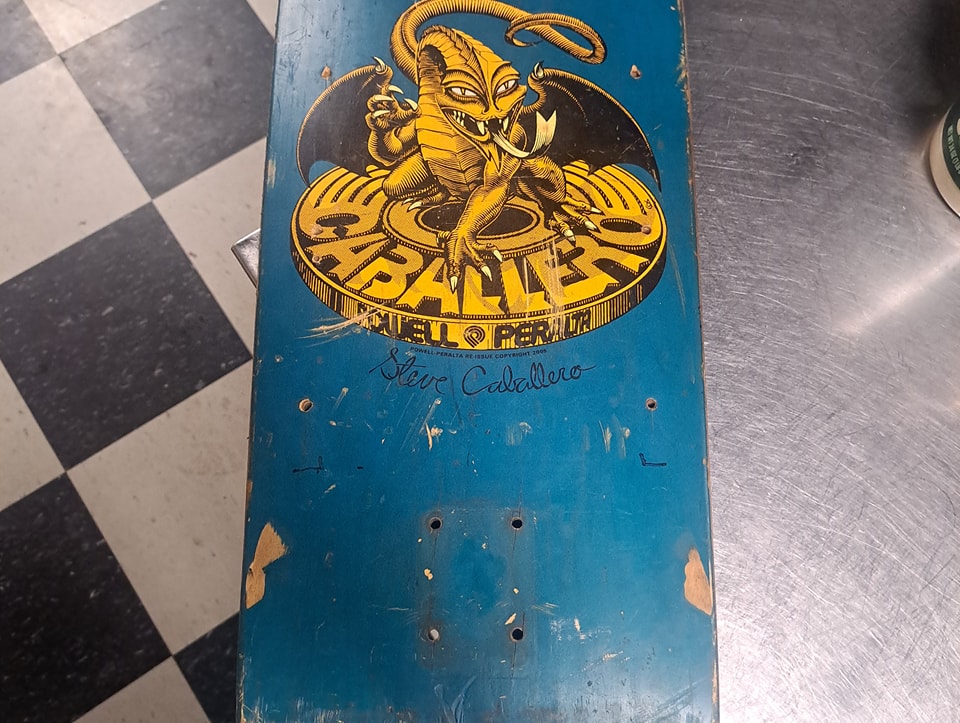 CABALLERO
POWELL PERALTA
POWELL-PERALTA RE-ISSUE COPYRIGHT 2006
Steve Caballero